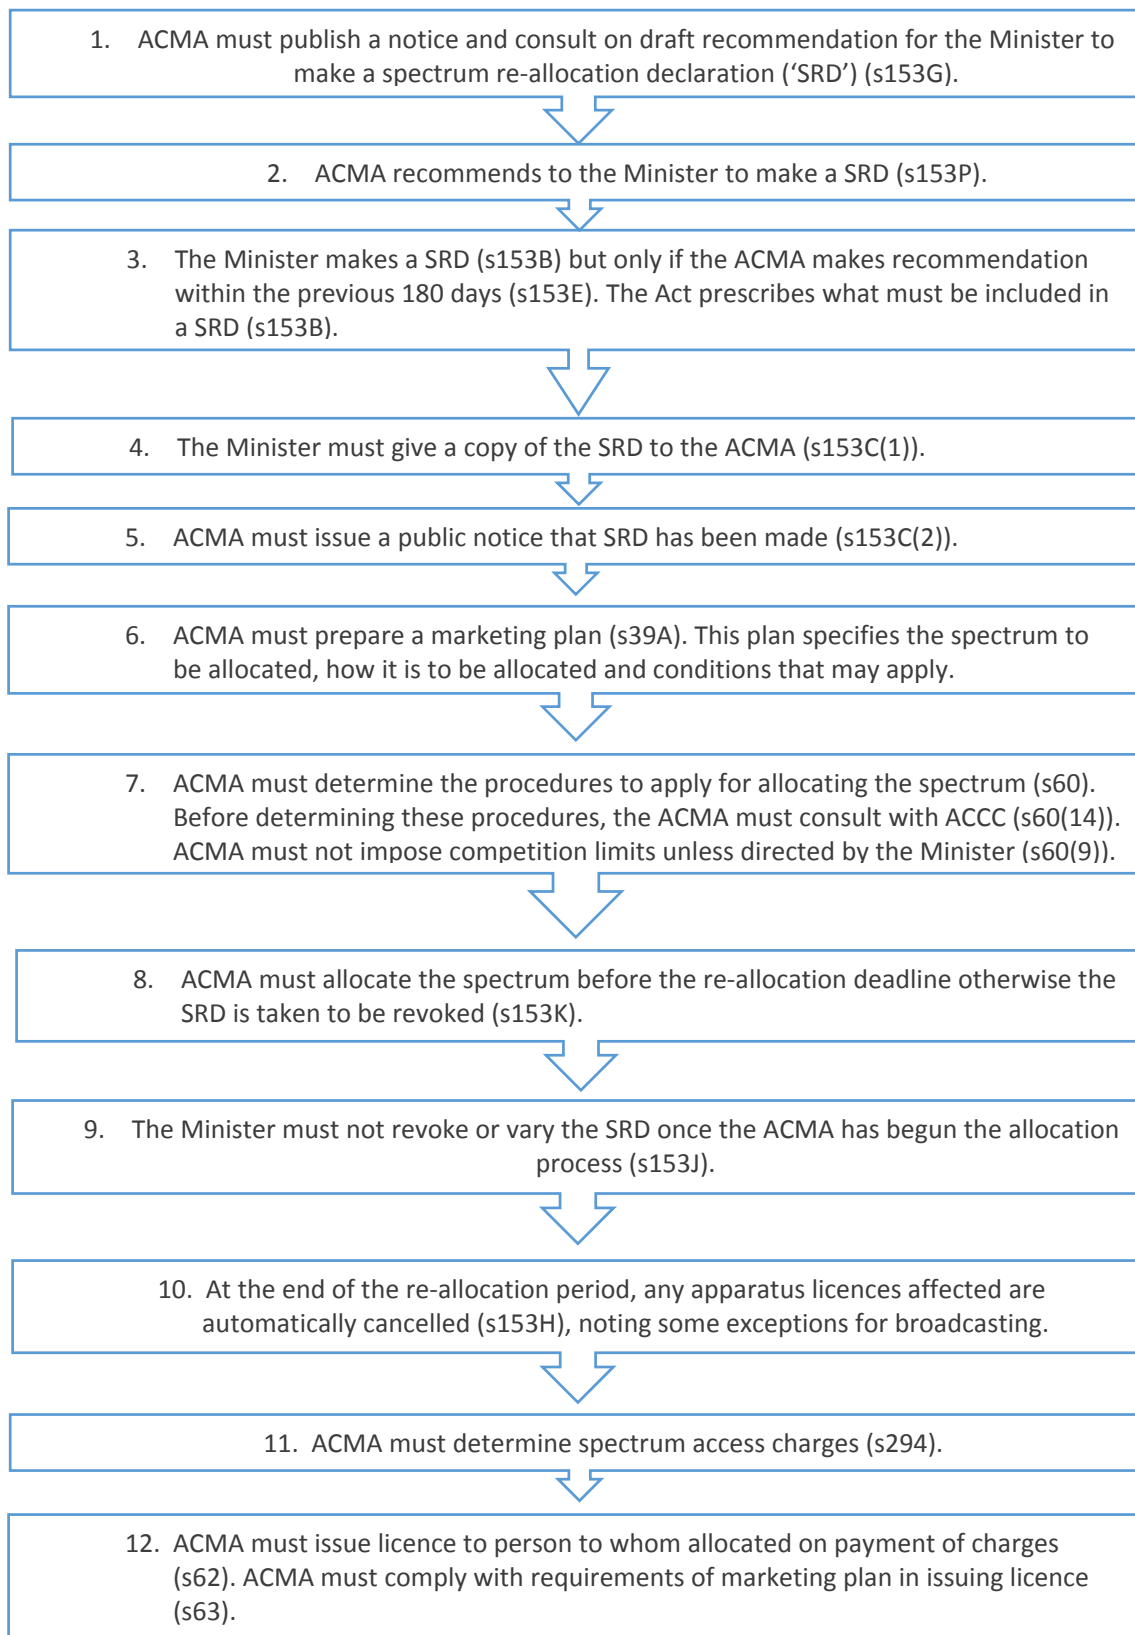 1. ACMA must publish a notice and consult on draft recommendation for the Minister to
make a spectrum re-allocation declaration (‘SRD’) (s153G).
2. ACMA recommends to the Minister to make a SRD (s153P).
3. The Minister makes a SRD (s153B) but only if the ACMA makes recommendation
within the previous 180 days (s153E). The Act prescribes what must be included in
a SRD (s153B).
4. The Minister must give a copy of the SRD to the ACMA (s153C(1)).
5. ACMA must issue a public notice that SRD has been made (s153C(2)).
6. ACMA must prepare a marketing plan (s39A). This plan specifies the spectrum to
be allocated, how it is to be allocated and conditions that may apply.
7. ACMA must determine the procedures to apply for allocating the spectrum (s60).
Before determining these procedures, the ACMA must consult with ACCC (s60(14)).
ACMA must not impose competition limits unless directed by the Minister (s60(9)).
8. ACMA must allocate the spectrum before the re-allocation deadline otherwise the
SRD is taken to be revoked (s153K).
9. The Minister must not revoke or vary the SRD once the ACMA has begun the allocation
process (s153J).
10. At the end of the re-allocation period, any apparatus licences affected are
automatically cancelled (s153H), noting some exceptions for broadcasting.
11. ACMA must determine spectrum access charges (s294).
12. ACMA must issue licence to person to whom allocated on payment of charges
(s62). ACMA must comply with requirements of marketing plan in issuing licence
(s63).